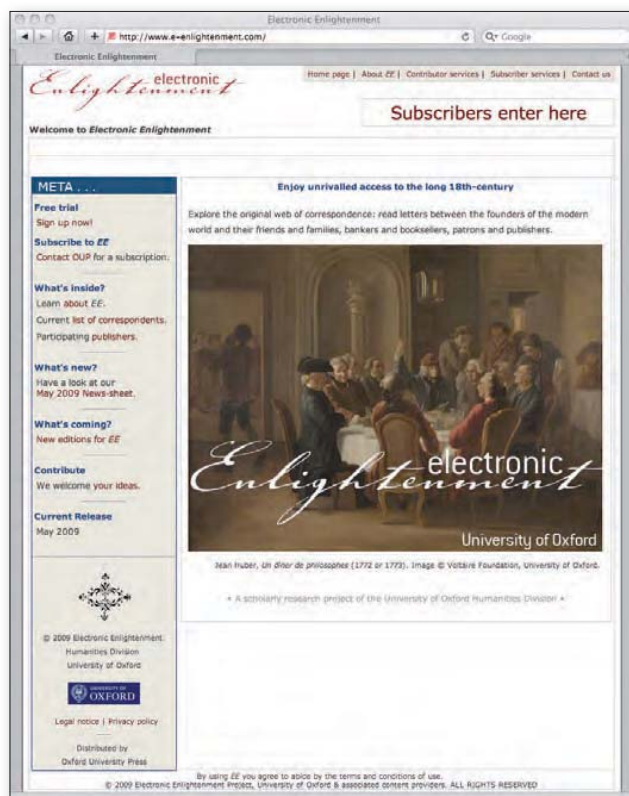 Electronic Enlightenment
http://www.e-enlightenment.com/
Google
Electronic Enlightenment
electronic
Enlightenment
Home page | About EE | Contributor services | Subscriber services | Contact us
Subscribers enter here
Welcome to Electronic Enlightenment
META . . .
Free trial
Sign up now!
Subscribe to EE
Contact OUP for a subscription.
What's inside?
Learn about EE.
Current list of correspondents.
Participating publishers.
What's new?
Have a look at our
May 2009 News-sheet.
What's coming?
New editions for EE
Contribute
We welcome your ideas.
Current Release
May 2009
© 2009 Electronic Enlightenment
Humanities Division
University of Oxford
UNIVERSITY OF
OXFORD
Legal notice | Privacy policy
Distributed by
Oxford University Press
Enjoy unrivalled access to the long 18th-century
Explore the original web of correspondence: read letters between the founders of the modern
world and their friends and families, bankers and booksellers, patrons and publishers.
electronic
Enlightenment
University of Oxford
Jean Huber, Un dîner de philosophes (1772 or 1773). Image © Voltaire Foundation, University of Oxford.
• A scholarly research project of the University of Oxford Humanities Division •
By using EE you agree to abide by the terms and conditions of use.
© 2009 Electronic Enlightenment Project, University of Oxford & associated content providers. ALL RIGHTS RESERVED